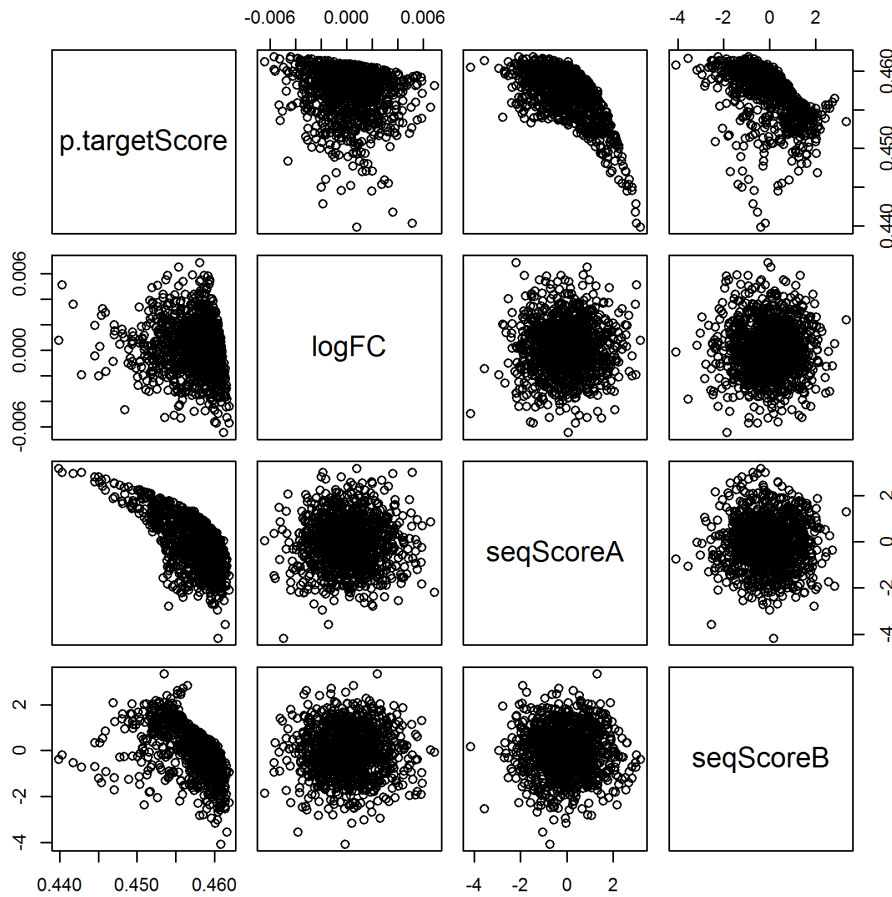 -0.006 0.000 0.006 -4 -2 0 2
p.targetScore 0.440 0.450 0.460
-0.006 0.000 0.006 logFC
seqScoreA -4 -2 0 2
-4 -2 0 2 seqScoreB
0.440 0.450 0.460 -4 -2 0 2